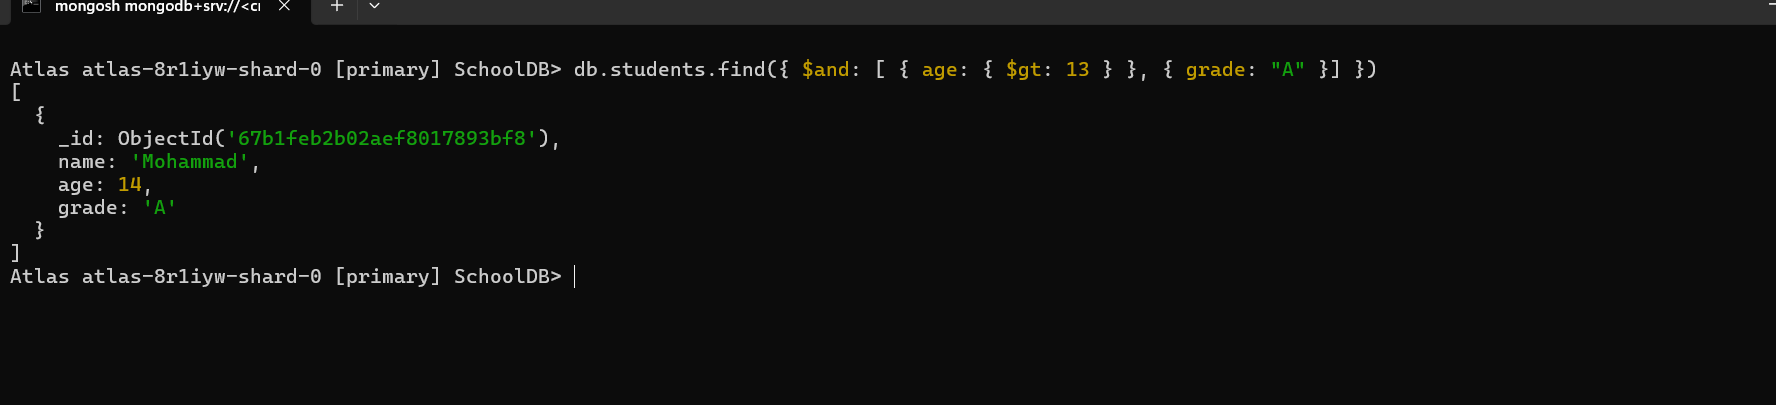 mongosh mongodb+srv://<cr
Atlas atlas-8r1iyw-shard-0 [primary] SchoolDB> db.students.find({ $and: [ { age: { $gt: 13 } }, { grade: "A" }] })
[
  {
    _id: ObjectId('67b1feb2b02aef8017893bf8'),
    name: 'Mohammad',
    age: 14,
    grade: 'A'
  }
]
Atlas atlas-8r1iyw-shard-0 [primary] SchoolDB>